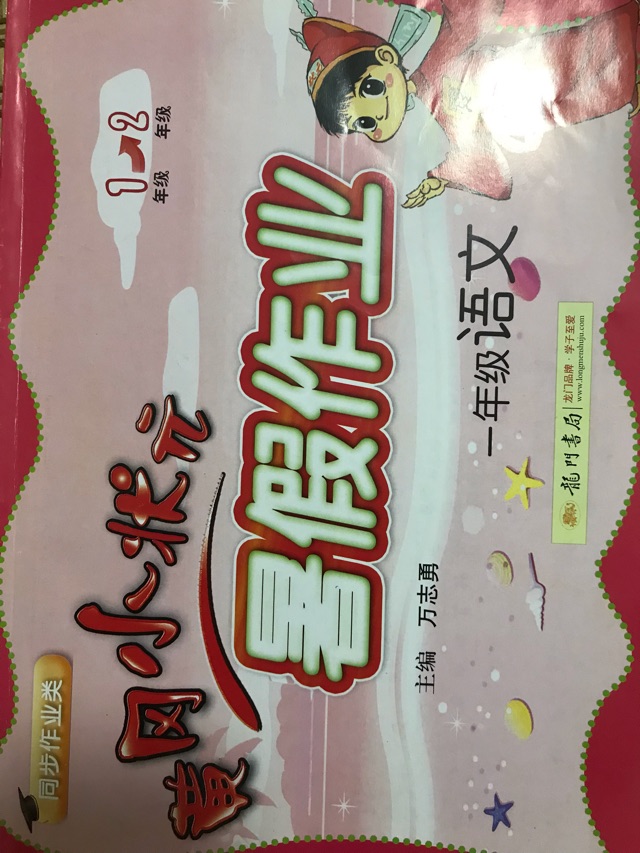 同步作业类
黄冈小状元
1年级 2年级
暑假作业
一年级语文
主编 万志勇
龍門書局
龙门品牌·学子至爱
www.longmenshuju.com